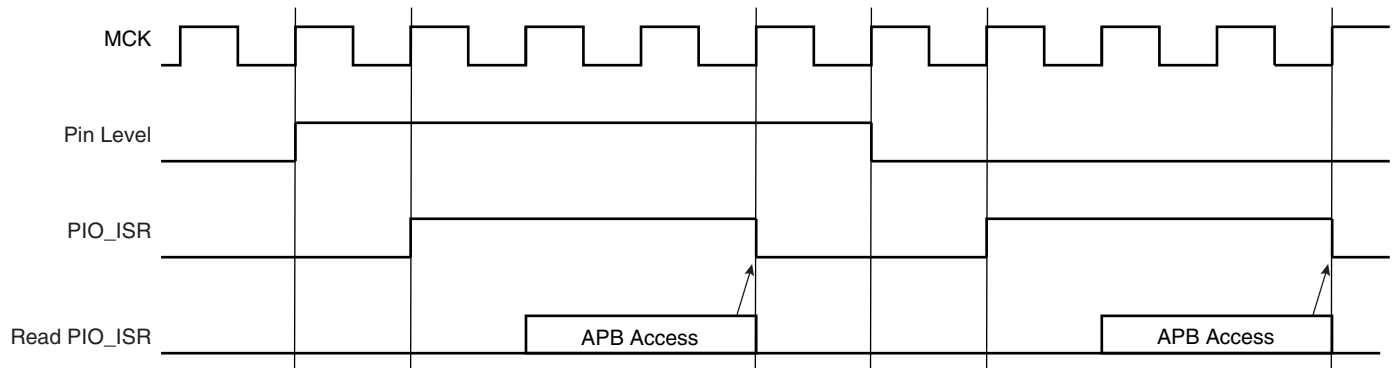 MCK
Pin Level
PIO_ISR
Read PIO_ISR
APB Access
APB Access